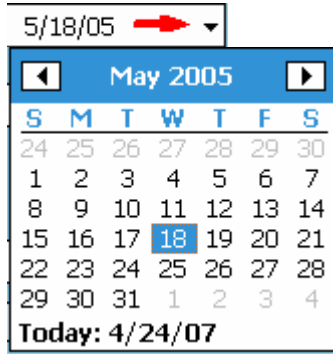 5/18/05
May 2005
S M T W T F S
24 25 26 27 28 29 30
1 2 3 4 5 6 7
8 9 10 11 12 13 14
15 16 17 18 19 20 21
22 23 24 25 26 27 28
29 30 31 1 2 3 4
Today: 4/24/07